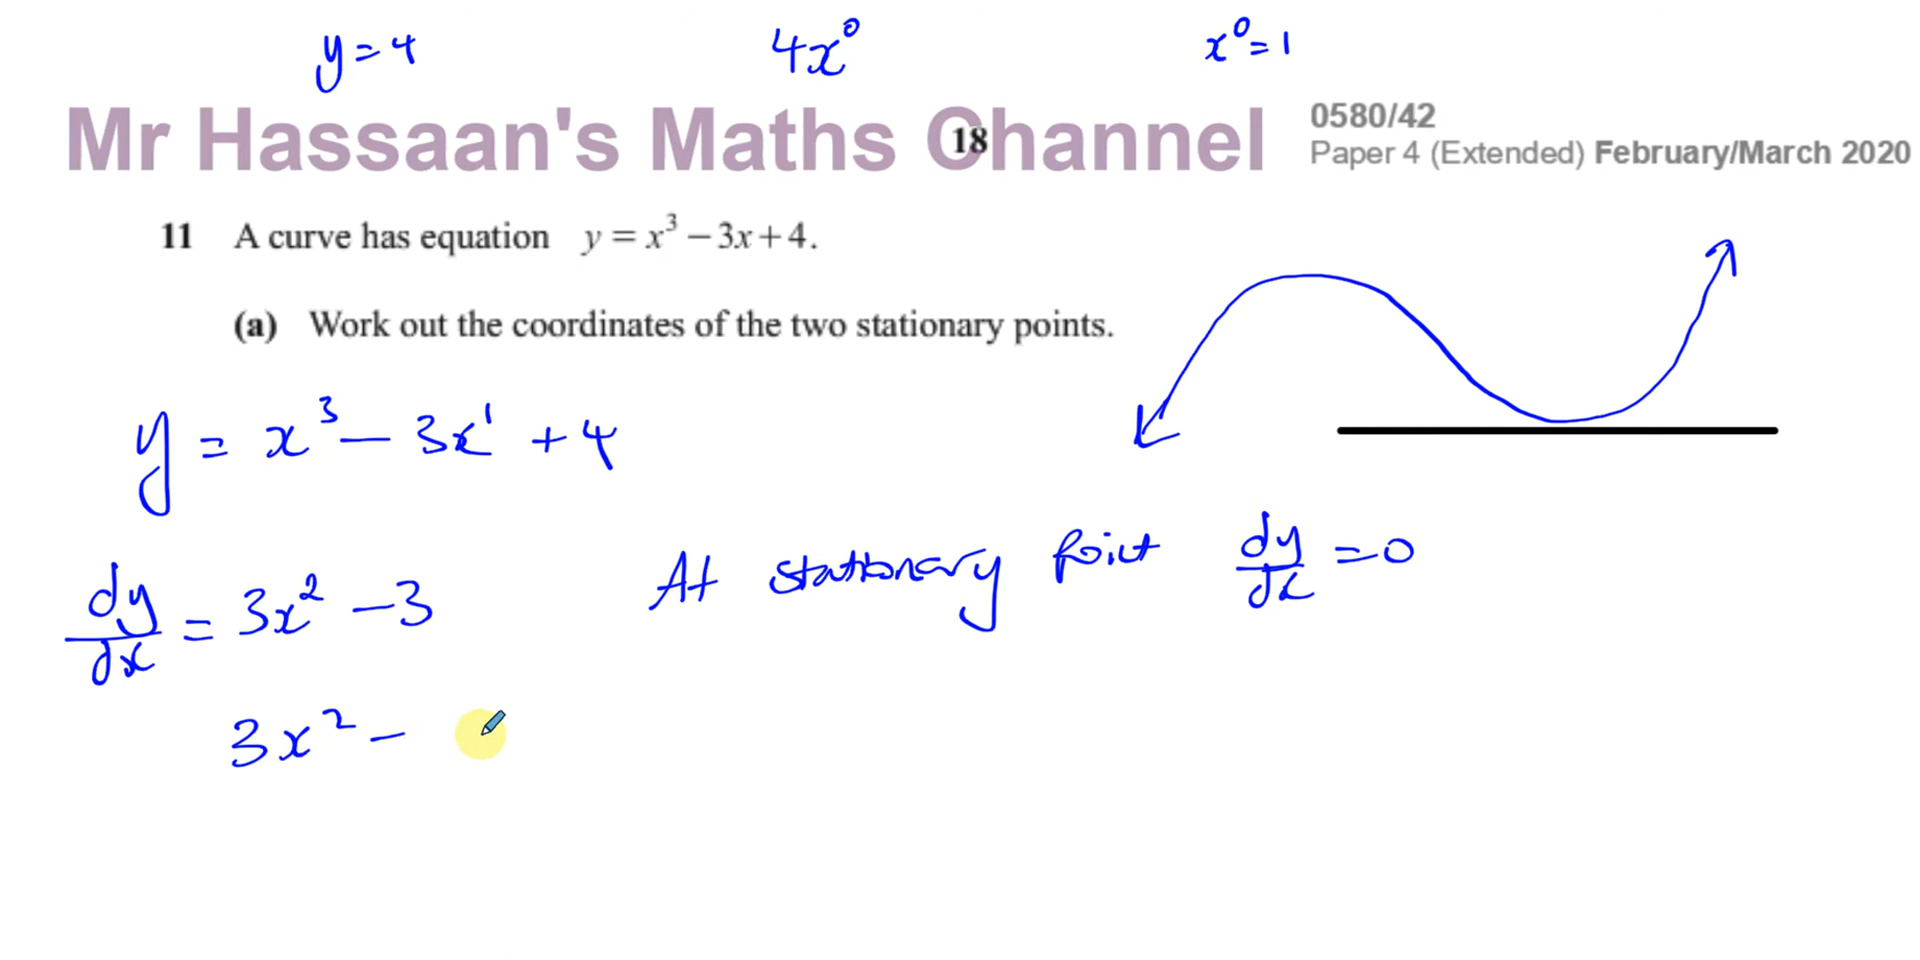 y = 4 4x⁰ x⁰ = 1
Mr Hassaan's Maths Channel
18
0580/42
Paper 4 (Extended) February/March 2020
11 A curve has equation y = x³ − 3x + 4.
(a) Work out the coordinates of the two stationary points.
y = x³ − 3x¹ + 4
dy/dx = 3x² − 3 At stationary point dy/dx = 0
3x² −